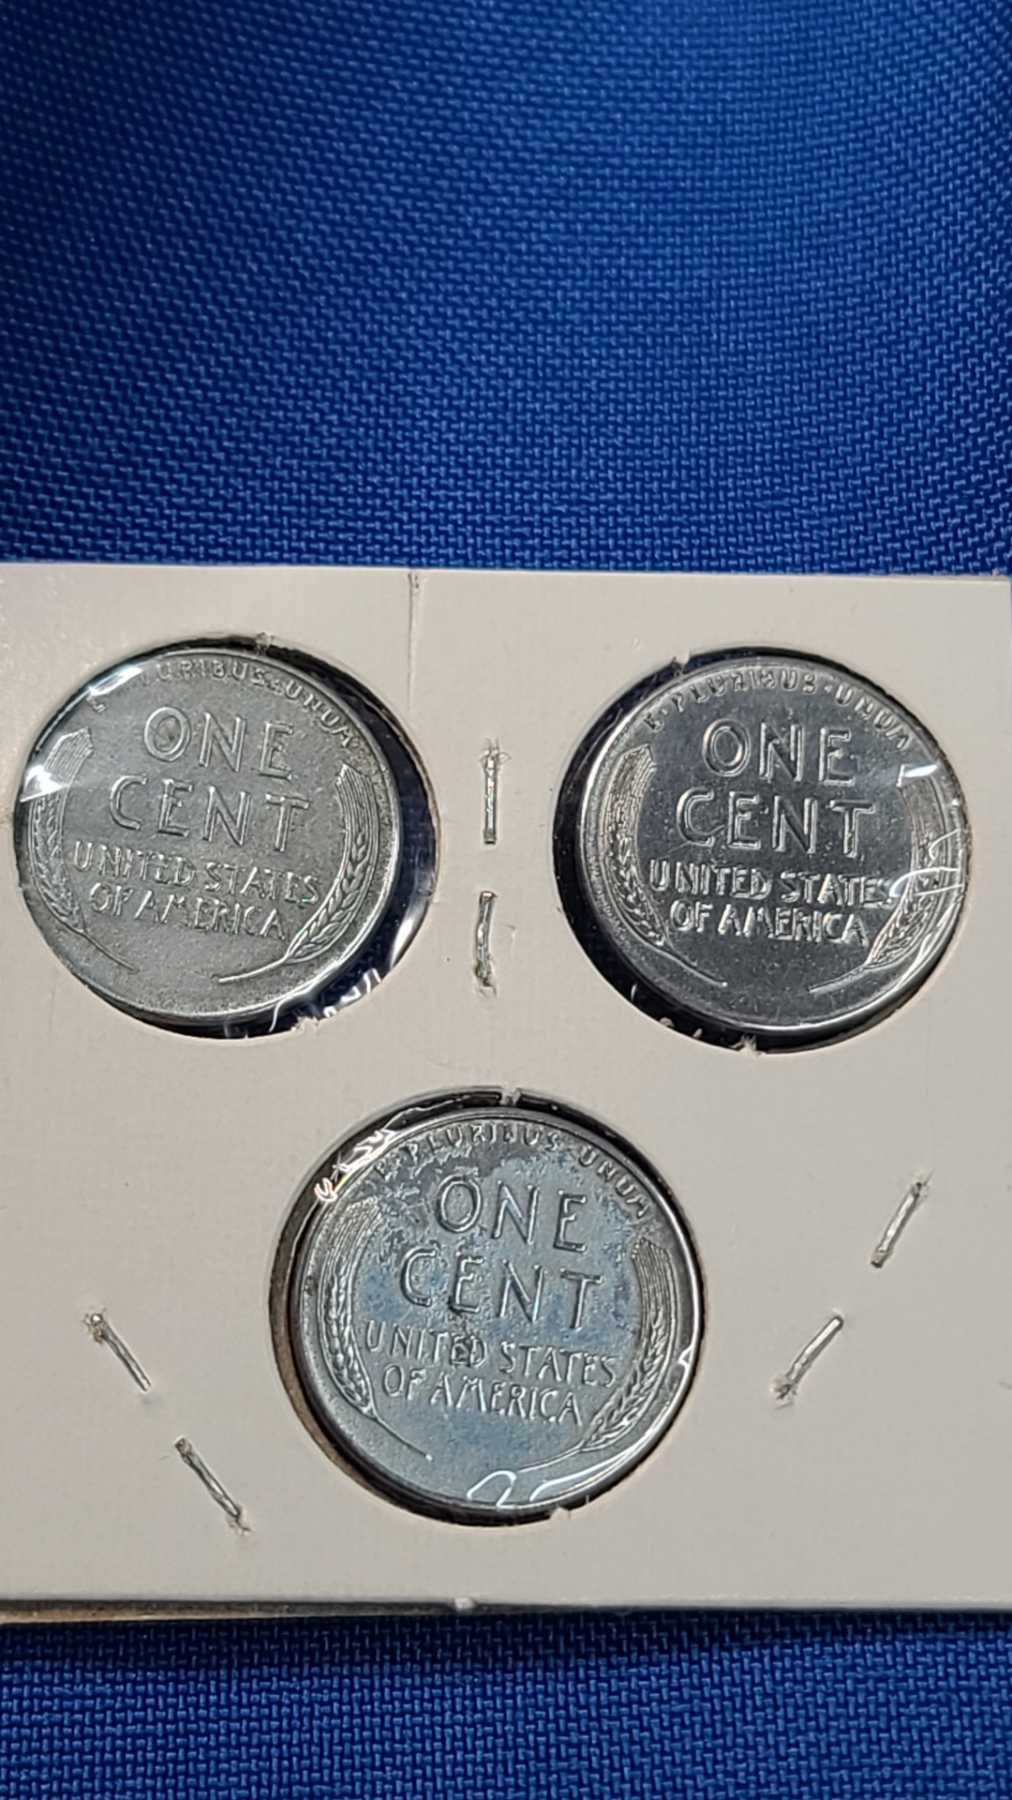 E·PLURIBUS·UNUM
ONE
CENT
UNITED STATES
OF AMERICA
E·PLURIBUS·UNUM
ONE
CENT
UNITED STATES
OF AMERICA
E·PLURIBUS·UNUM
ONE
CENT
UNITED STATES
OF AMERICA